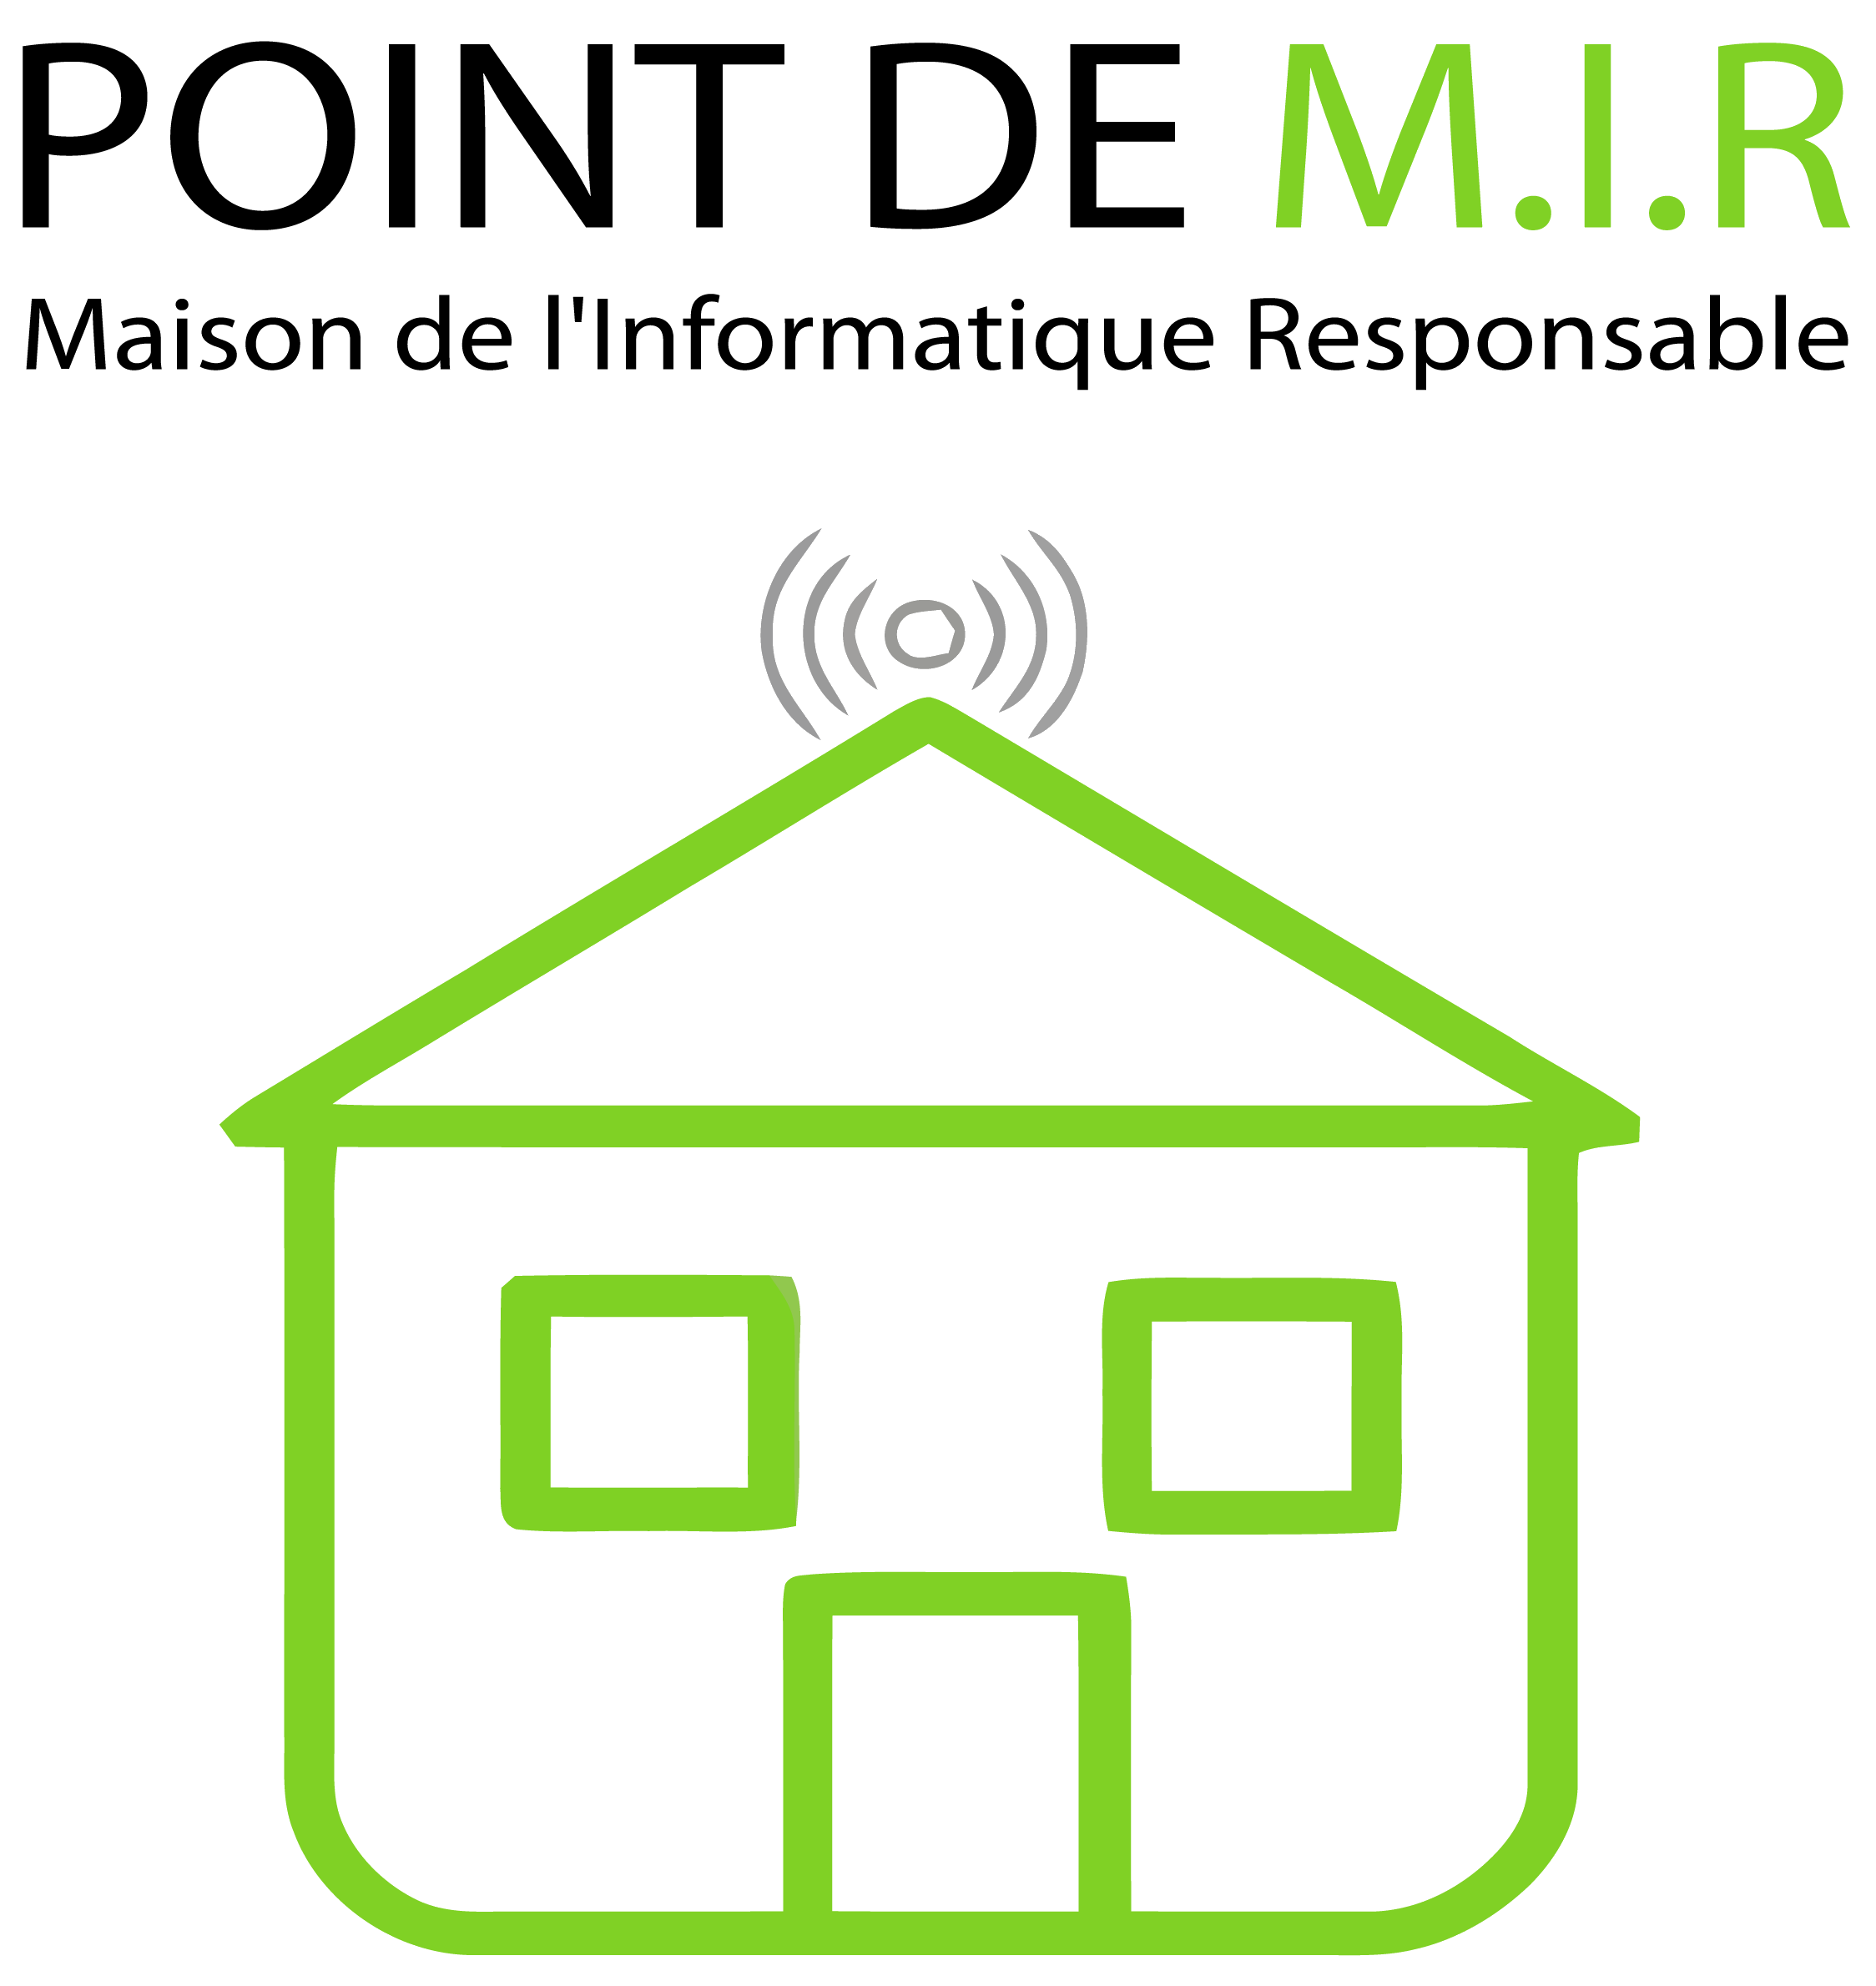 POINT DE M.I.R
Maison de l'Informatique Responsable